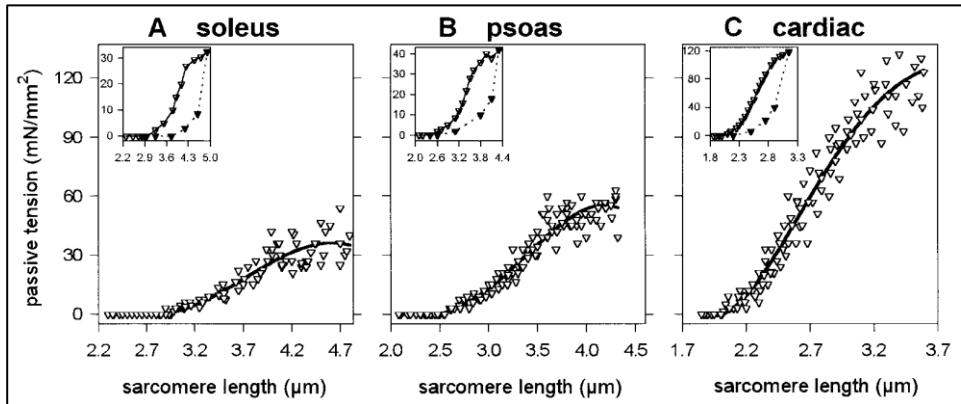 A soleus
B psoas
C cardiac
passive tension (mN/mm²)
120
90
60
30
0
2.2 2.7 3.2 3.7 4.2 4.7
sarcomere length (µm)
30
20
10
0
2.2 2.9 3.6 4.3 5.0
2.0 2.5 3.0 3.5 4.0 4.5
sarcomere length (µm)
40
30
20
10
0
2.0 2.6 3.2 3.8 4.4
1.7 2.2 2.7 3.2 3.7
sarcomere length (µm)
120
80
40
0
1.8 2.3 2.8 3.3